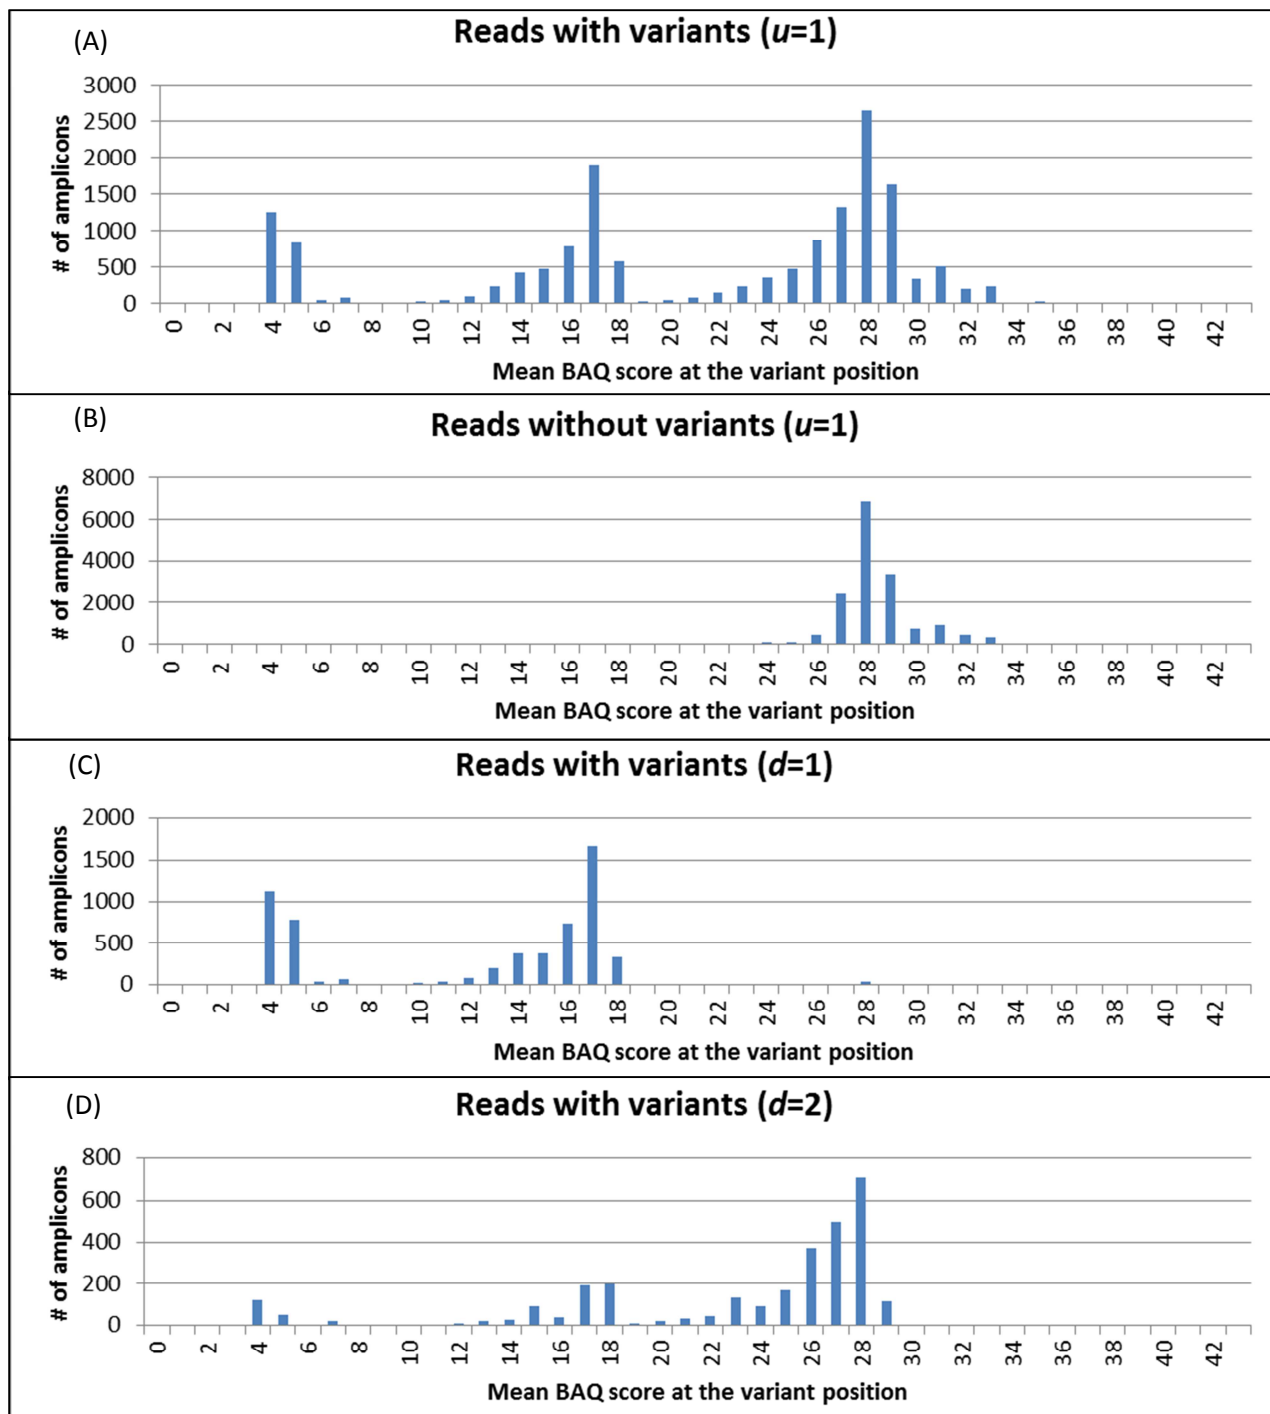 (A)
Reads with variants (u=1)
3000
2500
2000
1500
1000
500
0
# of amplicons
0 2 4 6 8 10 12 14 16 18 20 22 24 26 28 30 32 34 36 38 40 42
Mean BAQ score at the variant position
(B)
Reads without variants (u=1)
8000
6000
4000
2000
0
# of amplicons
0 2 4 6 8 10 12 14 16 18 20 22 24 26 28 30 32 34 36 38 40 42
Mean BAQ score at the variant position
(C)
Reads with variants (d=1)
2000
1500
1000
500
0
# of amplicons
0 2 4 6 8 10 12 14 16 18 20 22 24 26 28 30 32 34 36 38 40 42
Mean BAQ score at the variant position
(D)
Reads with variants (d=2)
800
600
400
200
0
# of amplicons
0 2 4 6 8 10 12 14 16 18 20 22 24 26 28 30 32 34 36 38 40 42
Mean BAQ score at the variant position